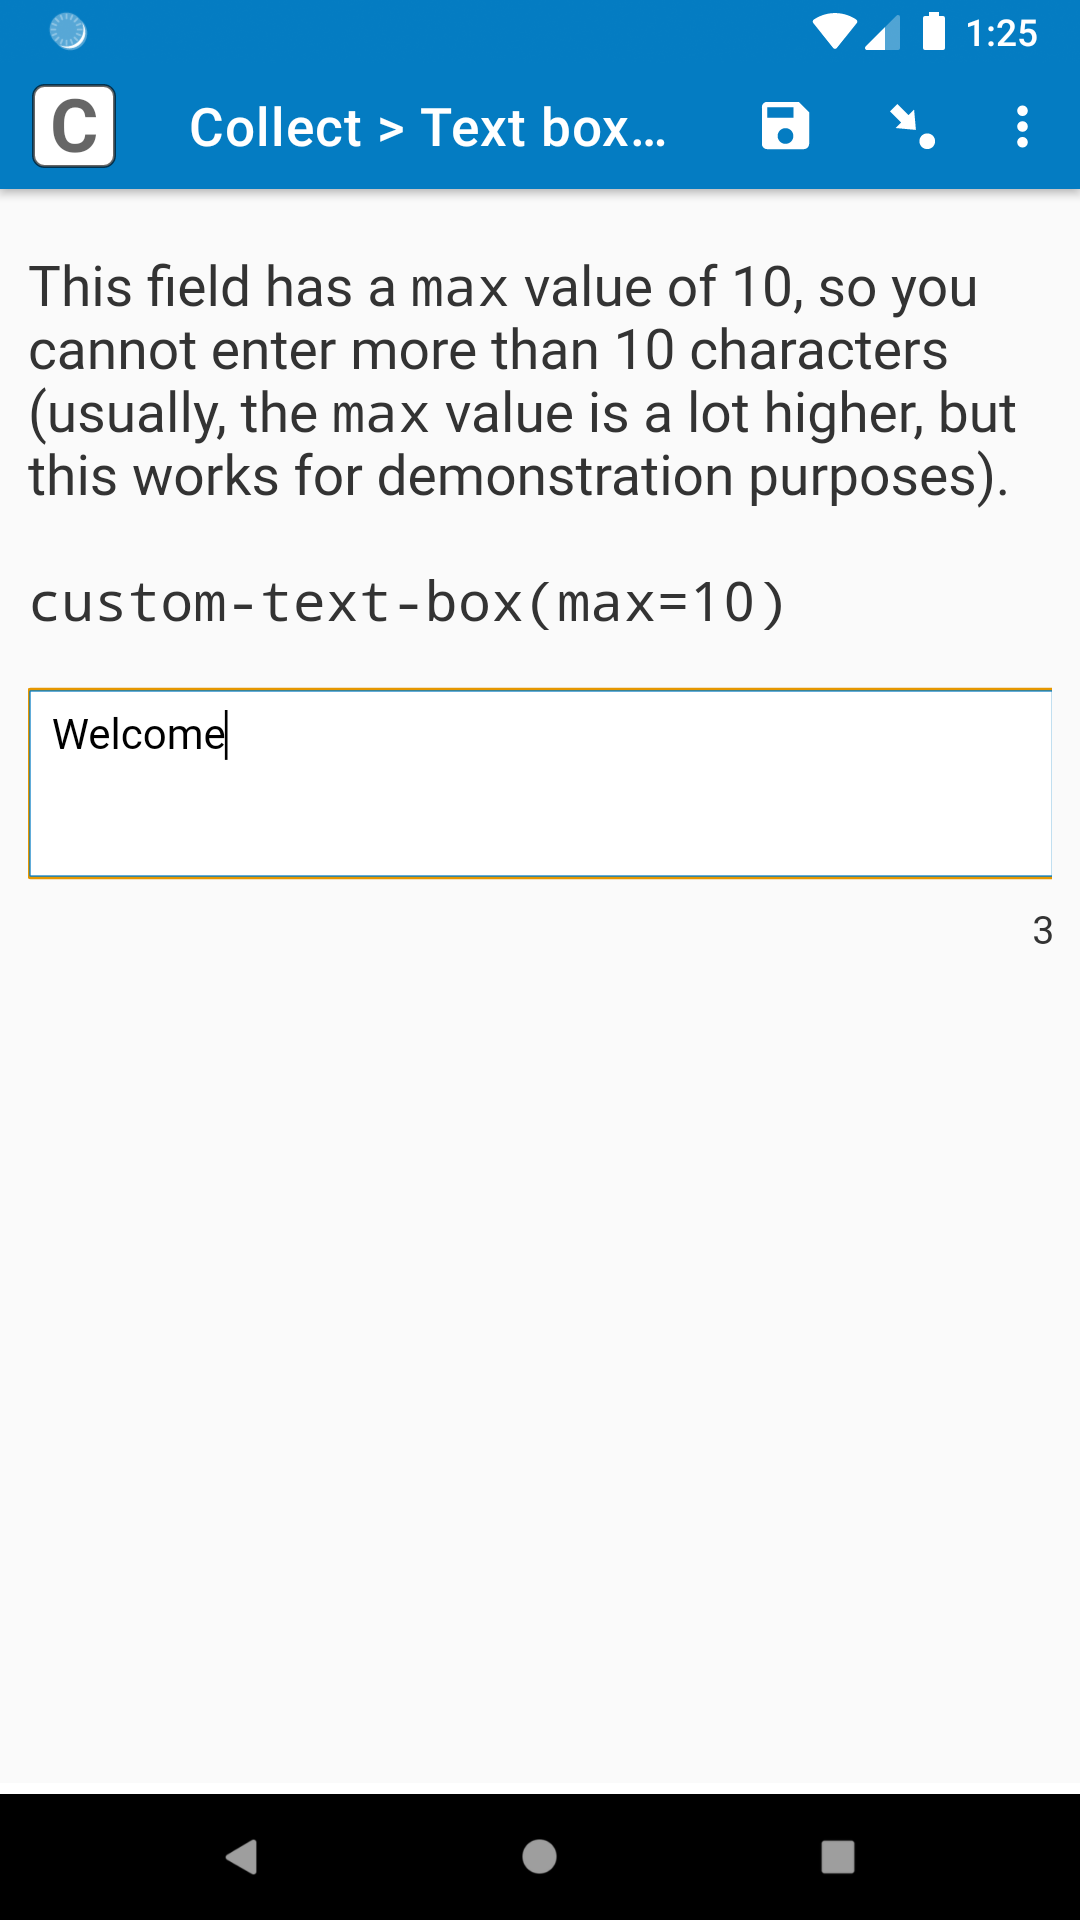 1:25
C
Collect > Text box...
This field has a max value of 10, so you
cannot enter more than 10 characters
(usually, the max value is a lot higher, but
this works for demonstration purposes).
custom-text-box(max=10)
Welcome
3